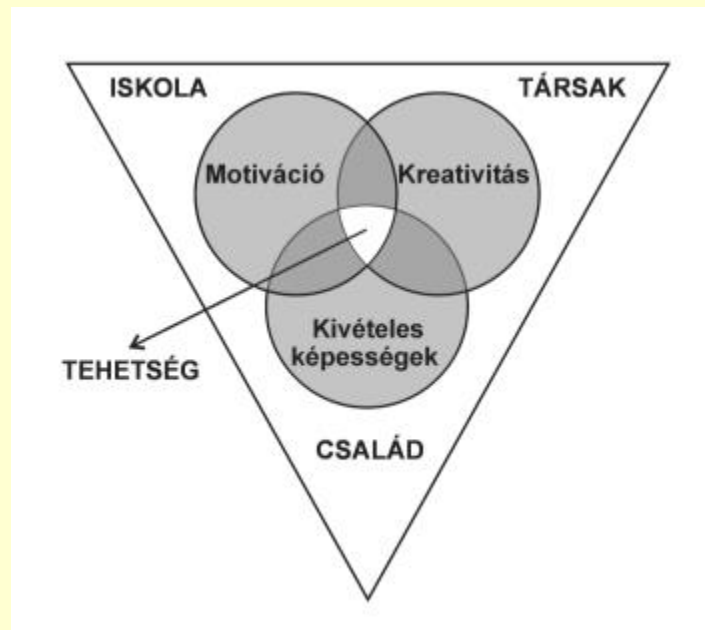 ISKOLA
TÁRSAK
Motiváció
Kreativitás
Kivételes
képességek
TEHETSÉG
CSALÁD